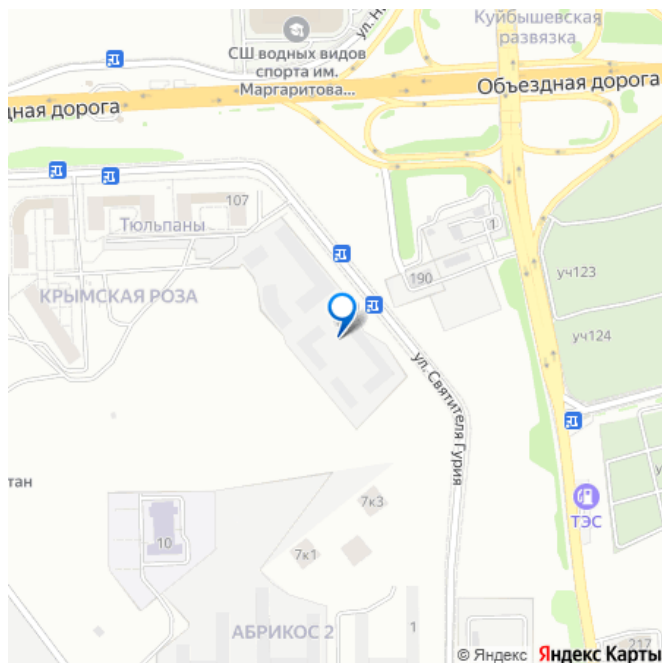 Куйбышевская
развязка
ул. Н
СШ водных видов
спорта им.
Маргаритова...
Объездная дорога
дная дорога
107
Тюльпаны
1
190
уч123
КРЫМСКАЯ РОЗА
уч124
ул. Святителя Гурия
тан
7к3
ТЭС
10
7к1
АБРИКОС 2
1
217
© Яндекс Яндекс Карты